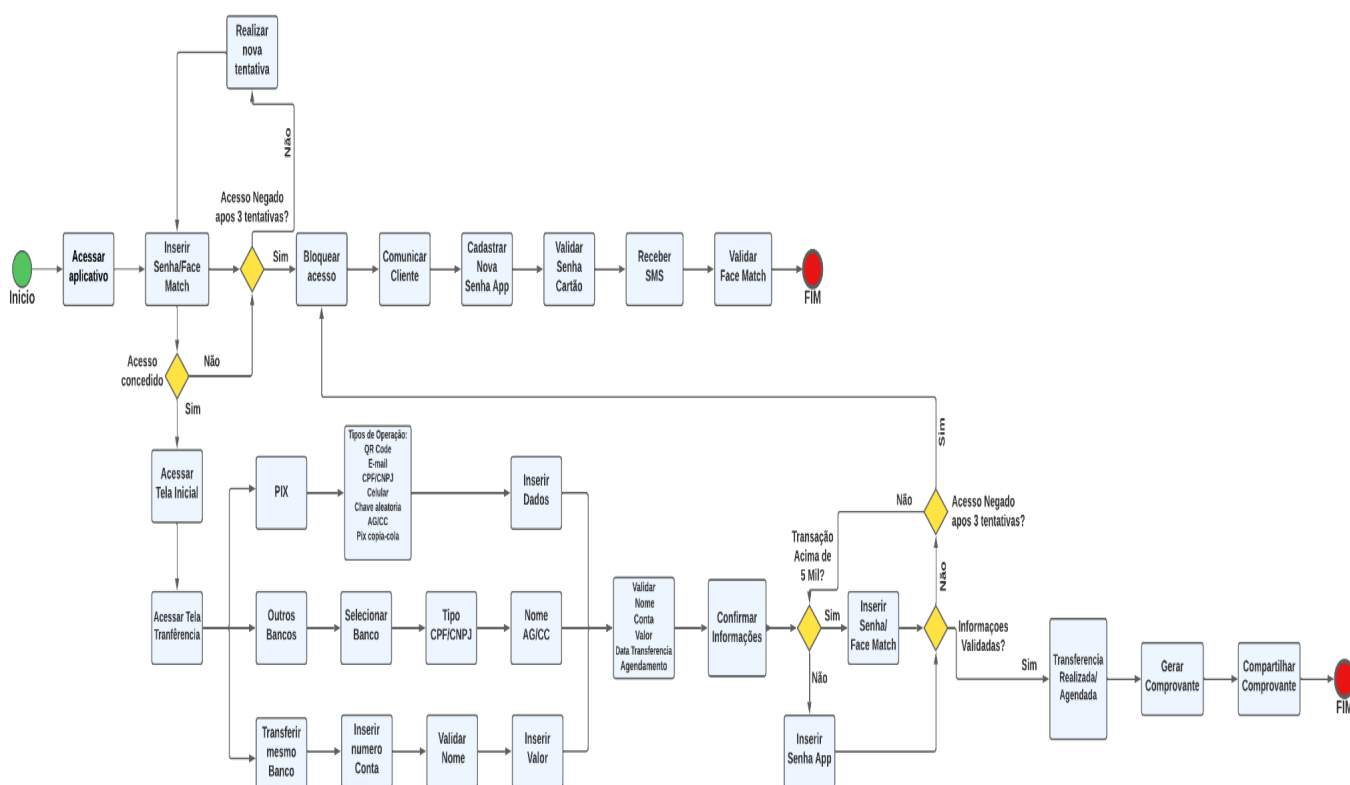 Realizar
nova
tentativa
Não
Acesso Negado
apos 3 tentativas?
Inicio
Acessar
aplicativo
Inserir
Senha/Face
Match
Sim
Bloquear
acesso
Comunicar
Cliente
Cadastrar
Nova
Senha App
Validar
Senha
Cartão
Receber
SMS
Validar
Face Match
FIM
Acesso
concedido
Não
Sim
Acessar
Tela Inicial
PIX
Tipos de Operação:
QR Code
E-mail
CPF/CNPJ
Celular
Chave aleatoria
AG/CC
Pix copia-cola
Inserir
Dados
Sim
Não
Acesso Negado
apos 3 tentativas?
Transação
Acima de
5 Mil?
Não
Acessar Tela
Tranfêrencia
Outros
Bancos
Selecionar
Banco
Tipo
CPF/CNPJ
Nome
AG/CC
Validar
Nome
Conta
Valor
Data Transferencia
Agendamento
Confirmar
Informações
Sim
Inserir
Senha/
Face Match
Informaçoes
Validadas?
Sim
Transferencia
Realizada/
Agendada
Gerar
Comprovante
Compartilhar
Comprovante
FIM
Não
Transferir
mesmo
Banco
Inserir
numero
Conta
Validar
Nome
Inserir
Valor
Inserir
Senha App